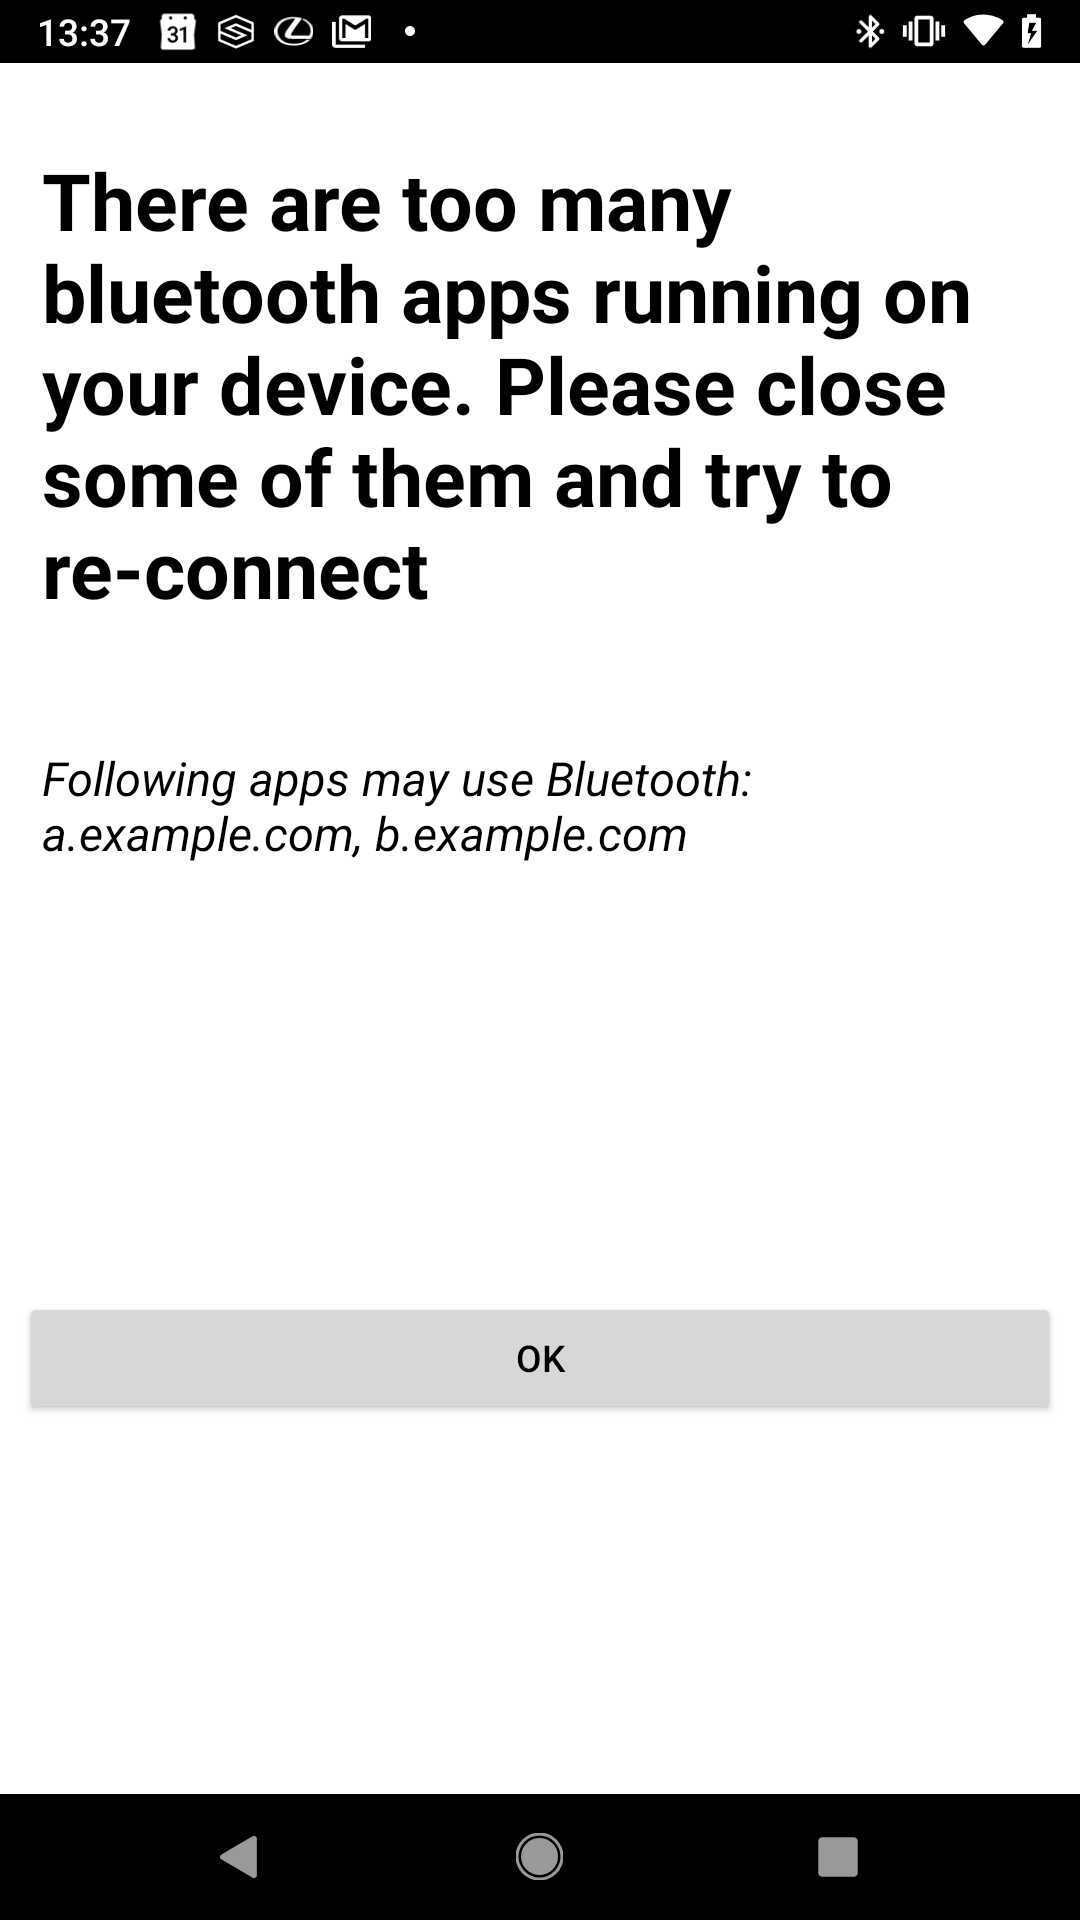 13:37
31
There are too many
bluetooth apps running on
your device. Please close
some of them and try to
re-connect
Following apps may use Bluetooth:
a.example.com, b.example.com
OK